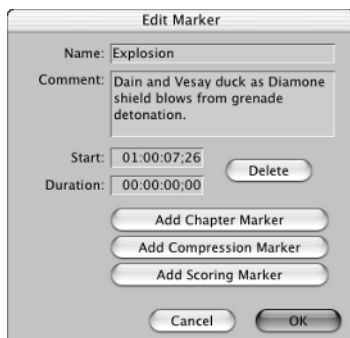 Edit Marker
Name: Explosion
Comment: Dain and Vesay duck as Diamone
shield blows from grenade
detonation.
Start: 01:00:07;26
Delete
Duration: 00:00:00;00
Add Chapter Marker
Add Compression Marker
Add Scoring Marker
Cancel OK